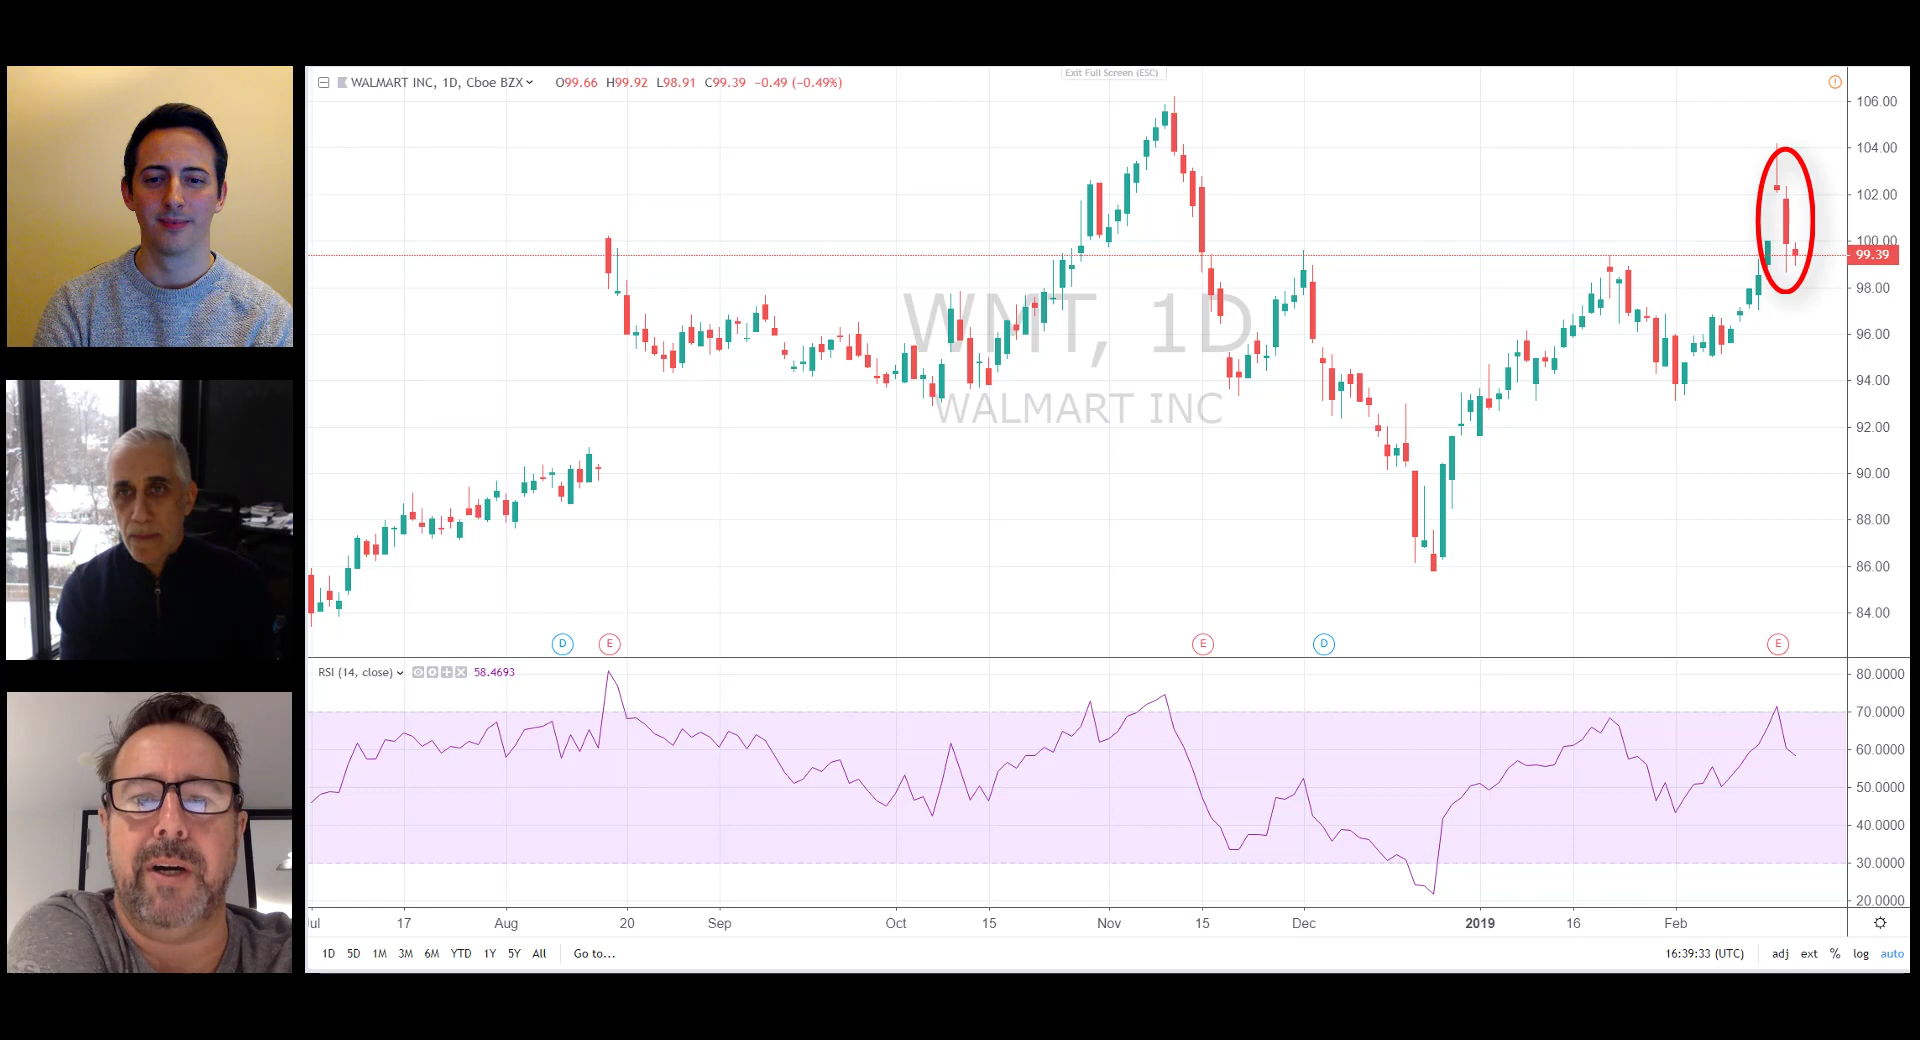 Exit Full Screen (ESC)
WALMART INC, 1D, Cboe BZX O99.66 H99.92 L98.91 C99.39 −0.49 (−0.49%)
106.00
104.00
102.00
100.00
99.39
98.00
96.00
94.00
92.00
90.00
88.00
86.00
84.00
WMT, 1D
WALMART INC
D E E D E
RSI (14, close) 58.4693
80.0000
70.0000
60.0000
50.0000
40.0000
30.0000
20.0000
Jul 17 Aug 20 Sep Oct 15 Nov 15 Dec 2019 16 Feb
1D 5D 1M 3M 6M YTD 1Y 5Y All Go to... 16:39:33 (UTC) adj ext % log auto